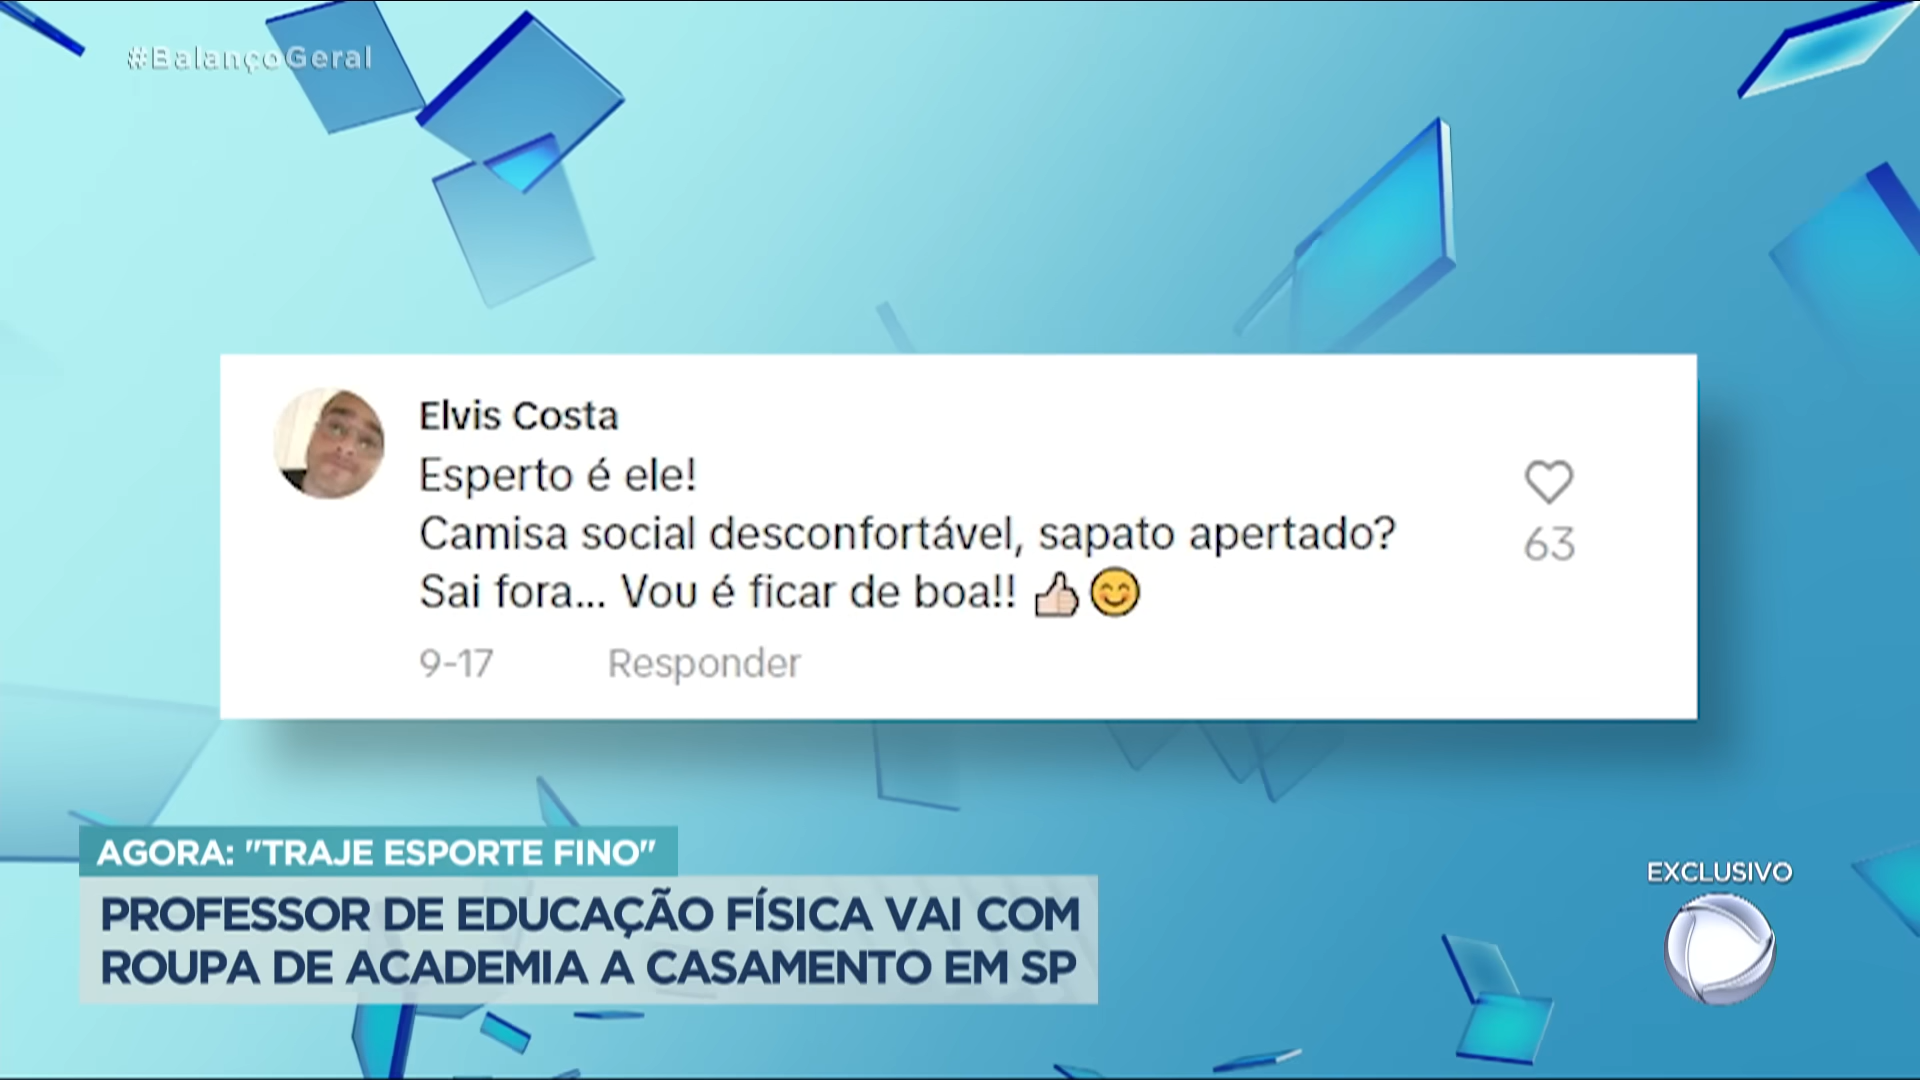 #BalançoGeral
Elvis Costa
Esperto é ele!
Camisa social desconfortável, sapato apertado?
Sai fora... Vou é ficar de boa!! 👍🏻😊
63
9-17 Responder
AGORA: "TRAJE ESPORTE FINO"
PROFESSOR DE EDUCAÇÃO FÍSICA VAI COM
ROUPA DE ACADEMIA A CASAMENTO EM SP
EXCLUSIVO